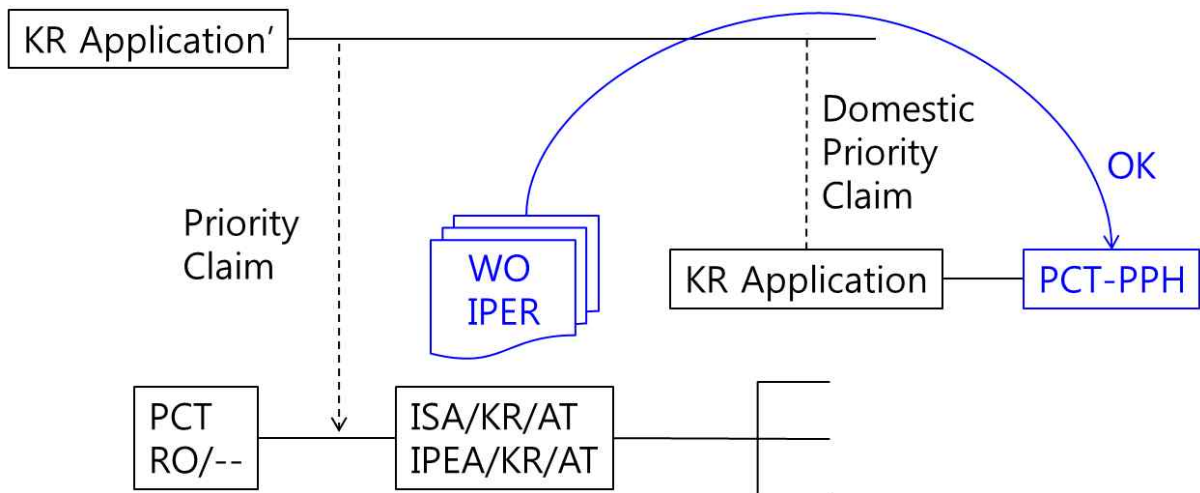 KR Application’
Priority
Claim
Domestic
Priority
Claim
OK
WO
IPER
KR Application
PCT-PPH
PCT
RO/--
ISA/KR/AT
IPEA/KR/AT